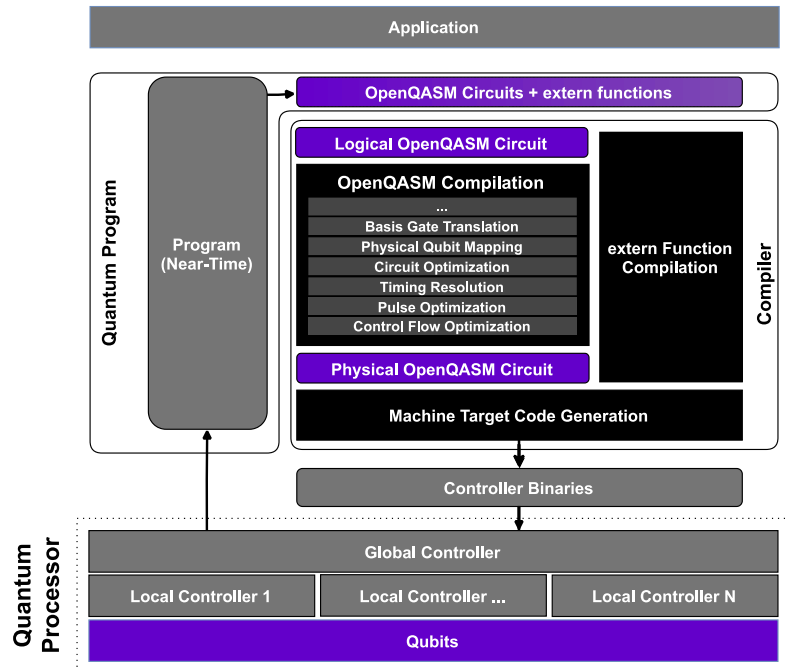 Application
OpenQASM Circuits + extern functions
Quantum Program
Program
(Near-Time)
Logical OpenQASM Circuit
OpenQASM Compilation
...
Basis Gate Translation
Physical Qubit Mapping
Circuit Optimization
Timing Resolution
Pulse Optimization
Control Flow Optimization
extern Function
Compilation
Compiler
Physical OpenQASM Circuit
Machine Target Code Generation
Controller Binaries
Quantum
Processor
Global Controller
Local Controller 1
Local Controller ...
Local Controller N
Qubits